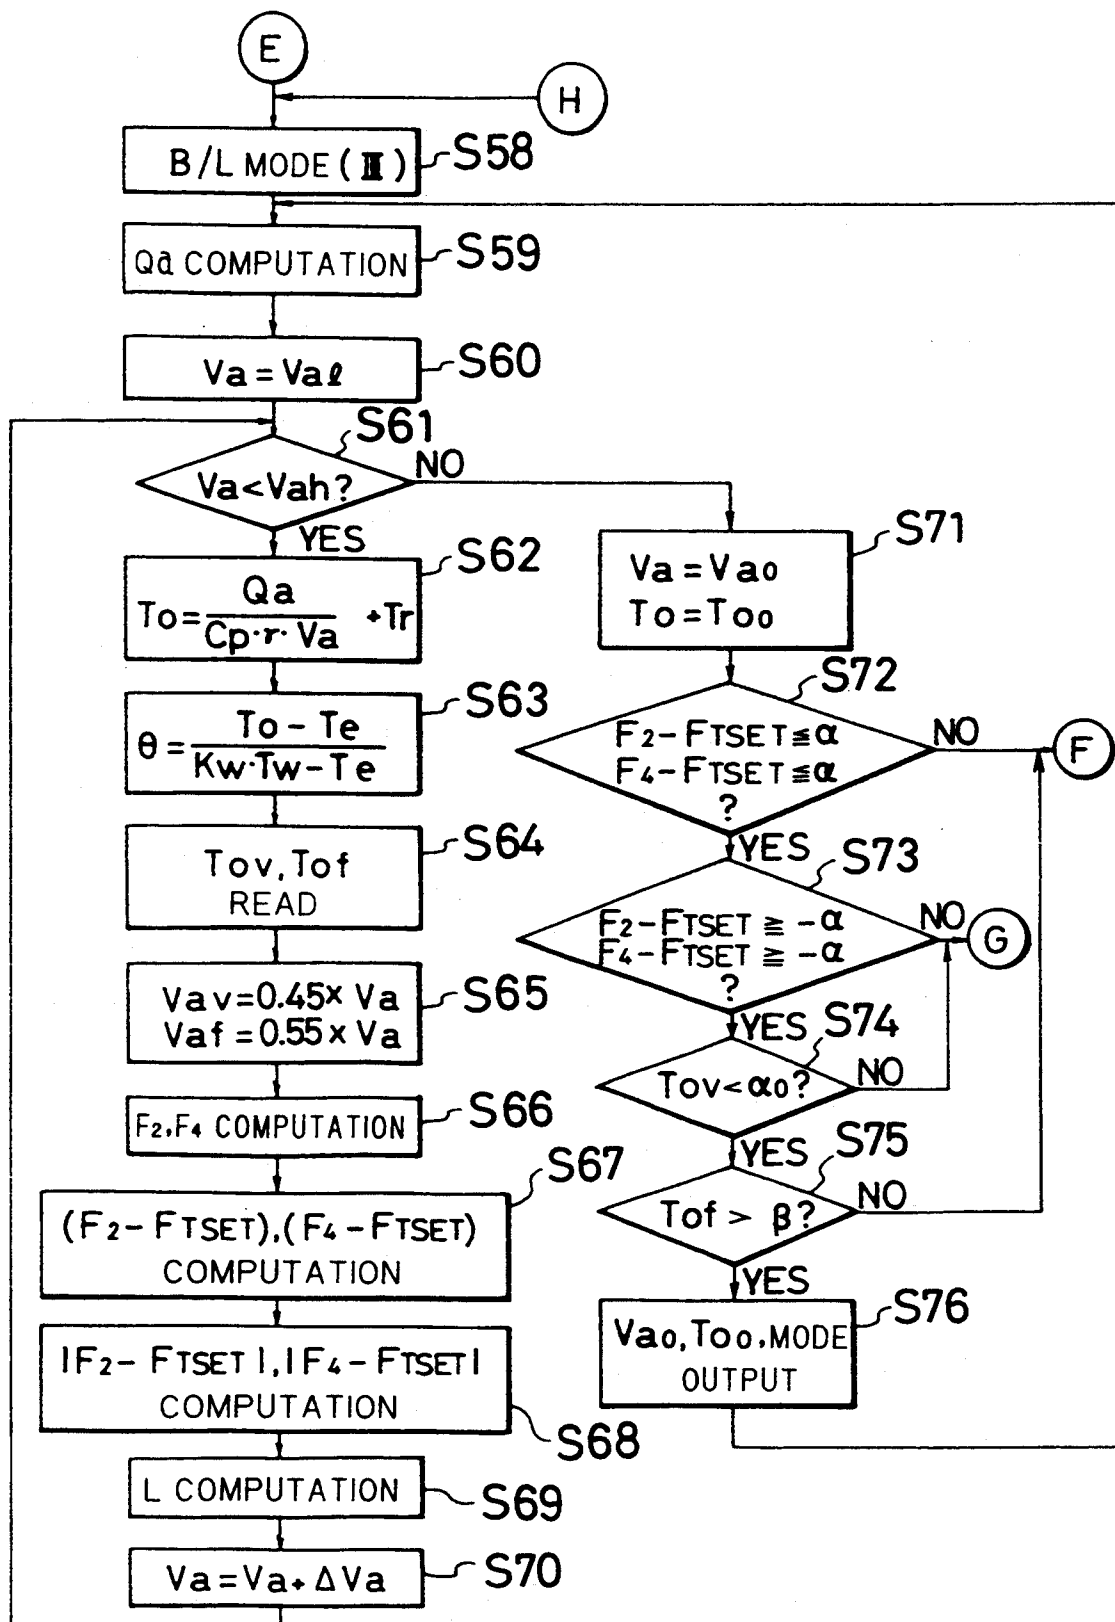 E
H
B/L MODE (Ⅲ)
S58
Qa COMPUTATION
S59
Va = Vaℓ
S60
S61
Va < Vah?
NO
YES
S62
To = Qa / Cp·r·Va + Tr
S63
θ = To - Te / Kw·Tw - Te
S64
Tov, Tof
READ
S65
Vav = 0.45 × Va
Vaf = 0.55 × Va
S66
F2, F4 COMPUTATION
S67
(F2 - FTSET), (F4 - FTSET)
COMPUTATION
|F2 - FTSET|, |F4 - FTSET|
COMPUTATION
S68
L COMPUTATION
S69
Va = Va + ΔVa
S70
S71
Va = Va0
To = To0
S72
F2 - FTSET ≦ α
F4 - FTSET ≦ α
?
NO
F
YES
S73
F2 - FTSET ≧ -α
F4 - FTSET ≧ -α
?
NO
G
YES
S74
Tov < α0?
NO
YES
S75
Tof > β?
NO
YES
S76
Va0, To0, MODE
OUTPUT